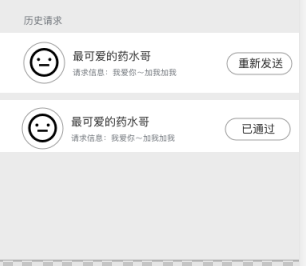 历史请求
最可爱的药水哥
请求信息：我爱你～加我加我
重新发送
最可爱的药水哥
请求信息：我爱你～加我加我
已通过